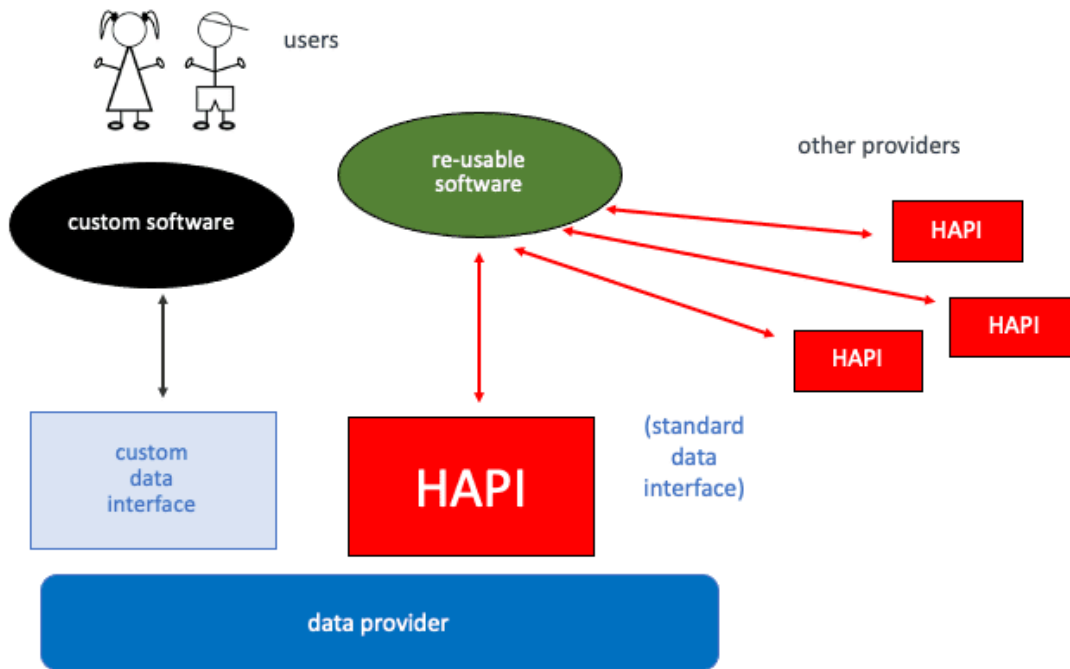 users
re-usable
software
other providers
custom software
HAPI
HAPI
HAPI
custom
data
interface
HAPI
(standard
data
interface)
data provider